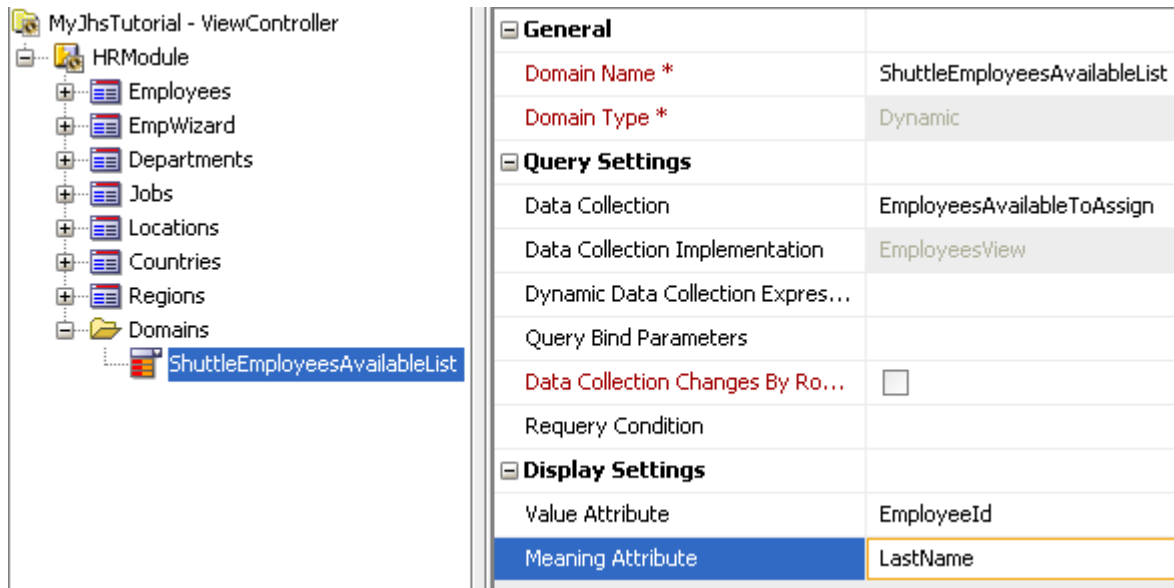 MyJhsTutorial - ViewController
HRModule
Employees
EmpWizard
Departments
Jobs
Locations
Countries
Regions
Domains
ShuttleEmployeesAvailableList
General
Domain Name * ShuttleEmployeesAvailableList
Domain Type * Dynamic
Query Settings
Data Collection EmployeesAvailableToAssign
Data Collection Implementation EmployeesView
Dynamic Data Collection Expres...
Query Bind Parameters
Data Collection Changes By Ro...
Requery Condition
Display Settings
Value Attribute EmployeeId
Meaning Attribute LastName